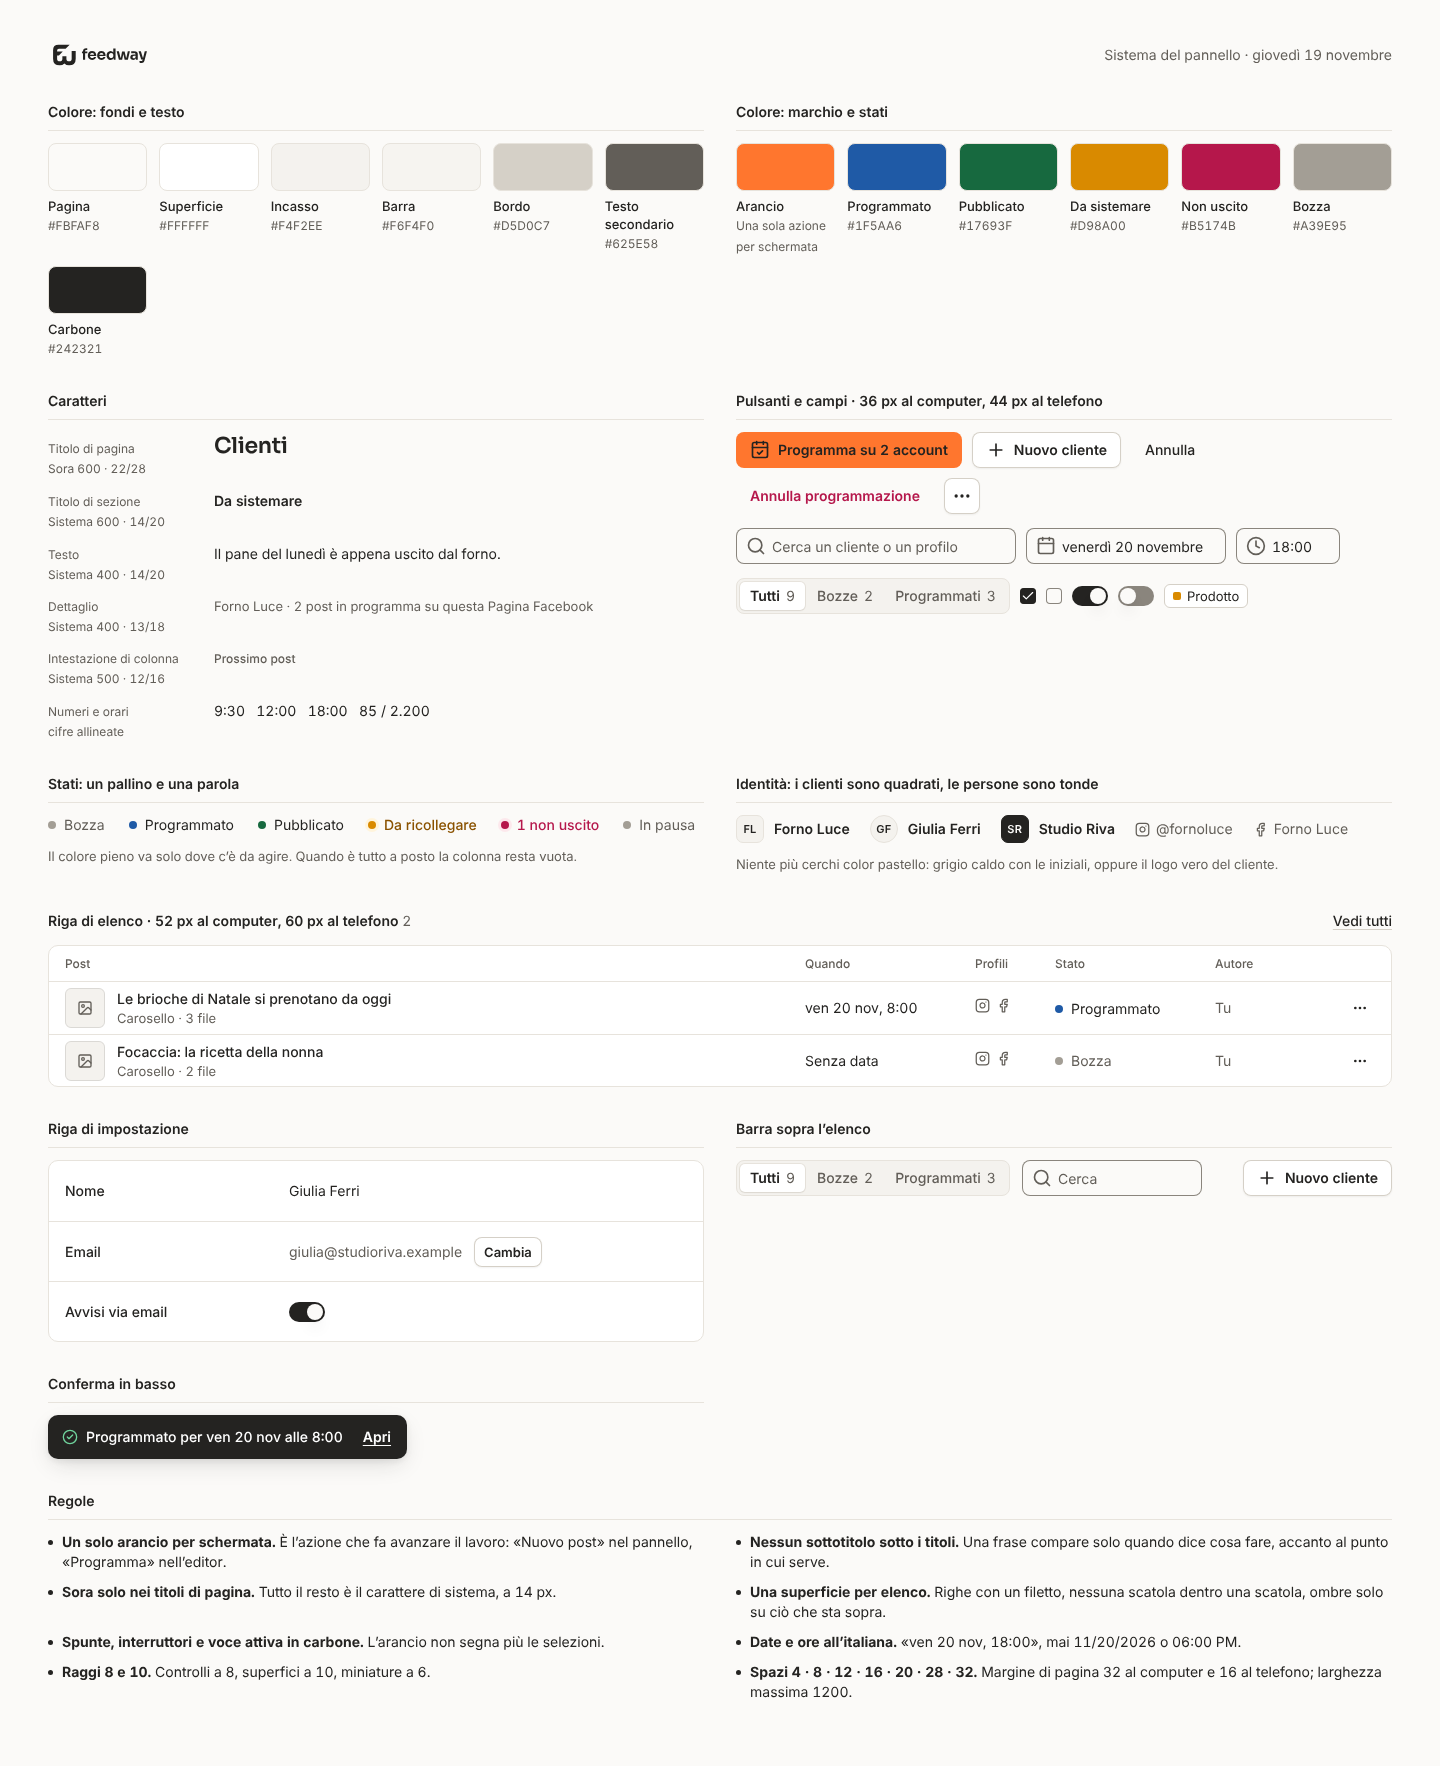 feedway
Sistema del pannello · giovedì 19 novembre
Colore: fondi e testo
Pagina
#FBFAF8
Superficie
#FFFFFF
Incasso
#F4F2EE
Barra
#F6F4F0
Bordo
#D5D0C7
Testo
secondario
#625E58
Carbone
#242321
Colore: marchio e stati
Arancio
Una sola azione
per schermata
Programmato
#1F5AA6
Pubblicato
#17693F
Da sistemare
#D98A00
Non uscito
#B5174B
Bozza
#A39E95
Caratteri
Titolo di pagina
Sora 600 · 22/28
Clienti
Titolo di sezione
Sistema 600 · 14/20
Da sistemare
Testo
Sistema 400 · 14/20
Il pane del lunedì è appena uscito dal forno.
Dettaglio
Sistema 400 · 13/18
Forno Luce · 2 post in programma su questa Pagina Facebook
Intestazione di colonna
Sistema 500 · 12/16
Prossimo post
Numeri e orari
cifre allineate
9:30 12:00 18:00 85 / 2.200
Pulsanti e campi · 36 px al computer, 44 px al telefono
Programma su 2 account
Nuovo cliente
Annulla
Annulla programmazione
Cerca un cliente o un profilo
venerdì 20 novembre
18:00
Tutti 9 Bozze 2 Programmati 3
Prodotto
Stati: un pallino e una parola
Bozza Programmato Pubblicato Da ricollegare 1 non uscito In pausa
Il colore pieno va solo dove c’è da agire. Quando è tutto a posto la colonna resta vuota.
Identità: i clienti sono quadrati, le persone sono tonde
FL Forno Luce GF Giulia Ferri SR Studio Riva @fornoluce Forno Luce
Niente più cerchi color pastello: grigio caldo con le iniziali, oppure il logo vero del cliente.
Riga di elenco · 52 px al computer, 60 px al telefono 2
Vedi tutti
Post Quando Profili Stato Autore
Le brioche di Natale si prenotano da oggi
Carosello · 3 file
ven 20 nov, 8:00
Programmato
Tu
Focaccia: la ricetta della nonna
Carosello · 2 file
Senza data
Bozza
Tu
Riga di impostazione
Nome Giulia Ferri
Email giulia@studioriva.example Cambia
Avvisi via email
Barra sopra l’elenco
Tutti 9 Bozze 2 Programmati 3
Cerca
Nuovo cliente
Conferma in basso
Programmato per ven 20 nov alle 8:00 Apri
Regole
• Un solo arancio per schermata. È l’azione che fa avanzare il lavoro: «Nuovo post» nel pannello,
«Programma» nell’editor.
• Nessun sottotitolo sotto i titoli. Una frase compare solo quando dice cosa fare, accanto al punto
in cui serve.
• Sora solo nei titoli di pagina. Tutto il resto è il carattere di sistema, a 14 px.
• Una superficie per elenco. Righe con un filetto, nessuna scatola dentro una scatola, ombre solo
su ciò che sta sopra.
• Spunte, interruttori e voce attiva in carbone. L’arancio non segna più le selezioni.
• Date e ore all’italiana. «ven 20 nov, 18:00», mai 11/20/2026 o 06:00 PM.
• Raggi 8 e 10. Controlli a 8, superfici a 10, miniature a 6.
• Spazi 4 · 8 · 12 · 16 · 20 · 28 · 32. Margine di pagina 32 al computer e 16 al telefono; larghezza
massima 1200.